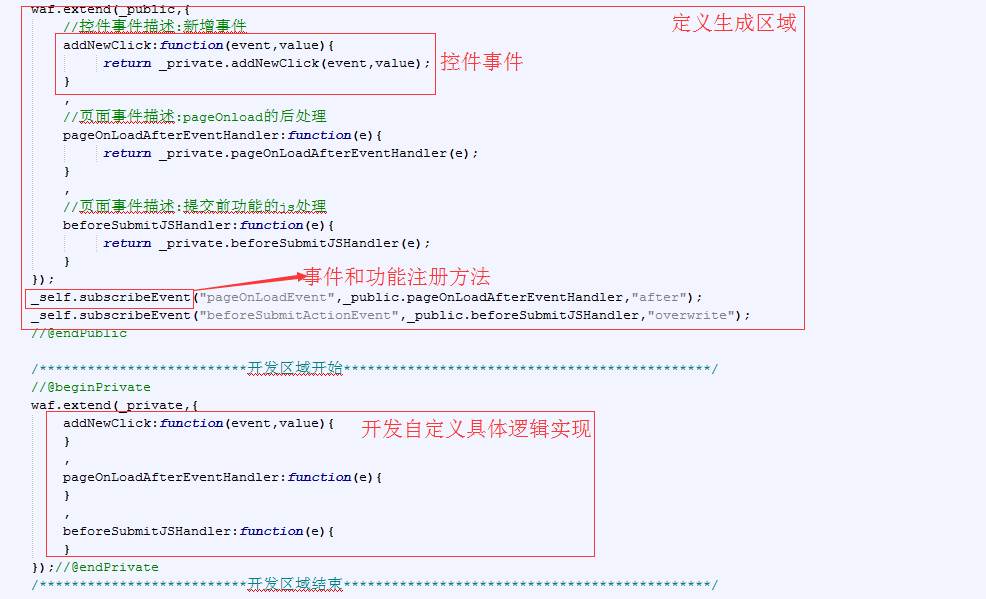 waf.extend(_public,{
//控件事件描述:新增事件
定义生成区域
addNewClick:function(event,value){
return _private.addNewClick(event,value);
控件事件
}
,
//页面事件描述:pageOnload的后处理
pageOnLoadAfterEventHandler:function(e){
return _private.pageOnLoadAfterEventHandler(e);
}
,
//页面事件描述:提交前功能的js处理
beforeSubmitJSHandler:function(e){
return _private.beforeSubmitJSHandler(e);
}
});
事件和功能注册方法
_self.subscribeEvent("pageOnLoadEvent",_public.pageOnLoadAfterEventHandler,"after");
_self.subscribeEvent("beforeSubmitActionEvent",_public.beforeSubmitJSHandler,"overwrite");
//@endPublic
/**************************开发区域开始**********************************************/
//@beginPrivate
waf.extend(_private,{
addNewClick:function(event,value){
开发自定义具体逻辑实现
}
,
pageOnLoadAfterEventHandler:function(e){
}
,
beforeSubmitJSHandler:function(e){
}
});//@endPrivate
/**************************开发区域结束**********************************************/